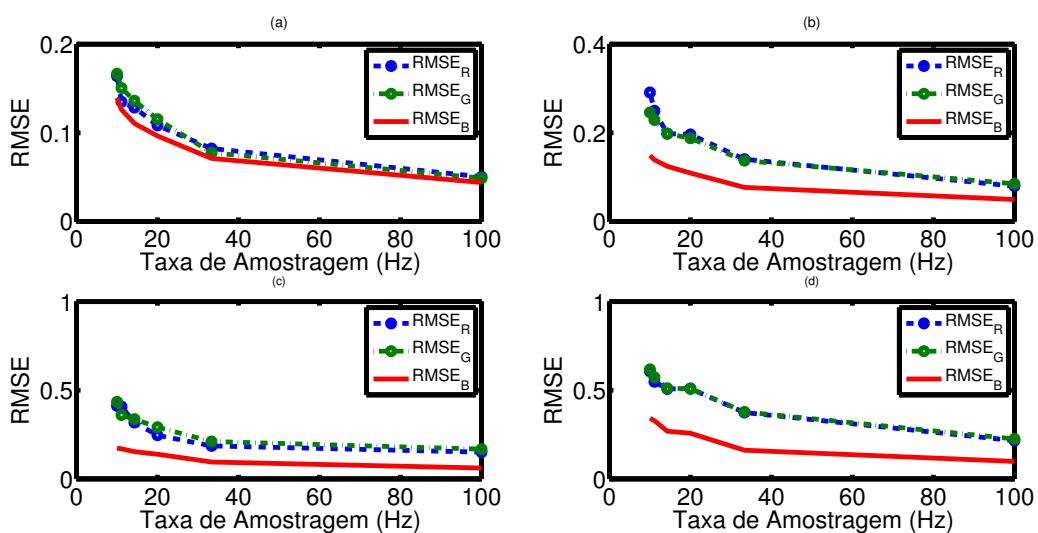 (a)
0.2
0.1
0
RMSE
0 20 40 60 80 100
Taxa de Amostragem (Hz)
RMSE_R
RMSE_G
RMSE_B
(b)
0.4
0.2
0
RMSE
0 20 40 60 80 100
Taxa de Amostragem (Hz)
RMSE_R
RMSE_G
RMSE_B
(c)
1
0.5
0
RMSE
0 20 40 60 80 100
Taxa de Amostragem (Hz)
RMSE_R
RMSE_G
RMSE_B
(d)
1
0.5
0
RMSE
0 20 40 60 80 100
Taxa de Amostragem (Hz)
RMSE_R
RMSE_G
RMSE_B